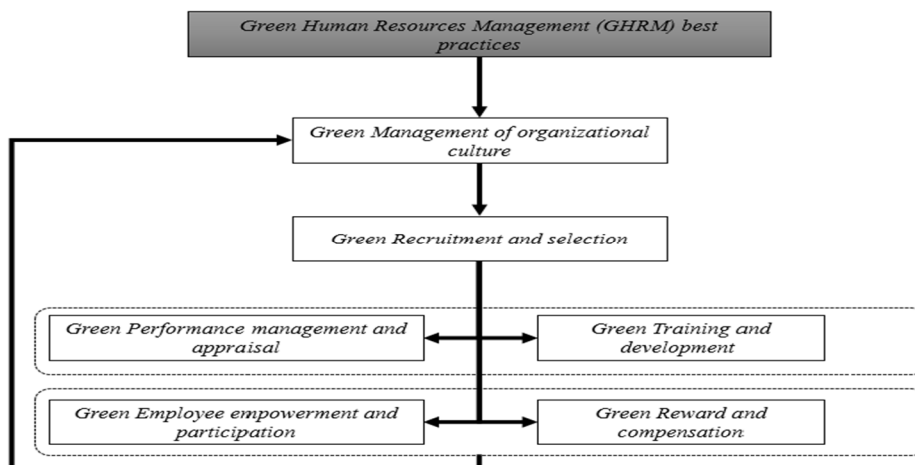 Green Human Resources Management (GHRM) best
practices
Green Management of organizational
culture
Green Recruitment and selection
Green Performance management and
appraisal
Green Training and
development
Green Employee empowerment and
participation
Green Reward and
compensation